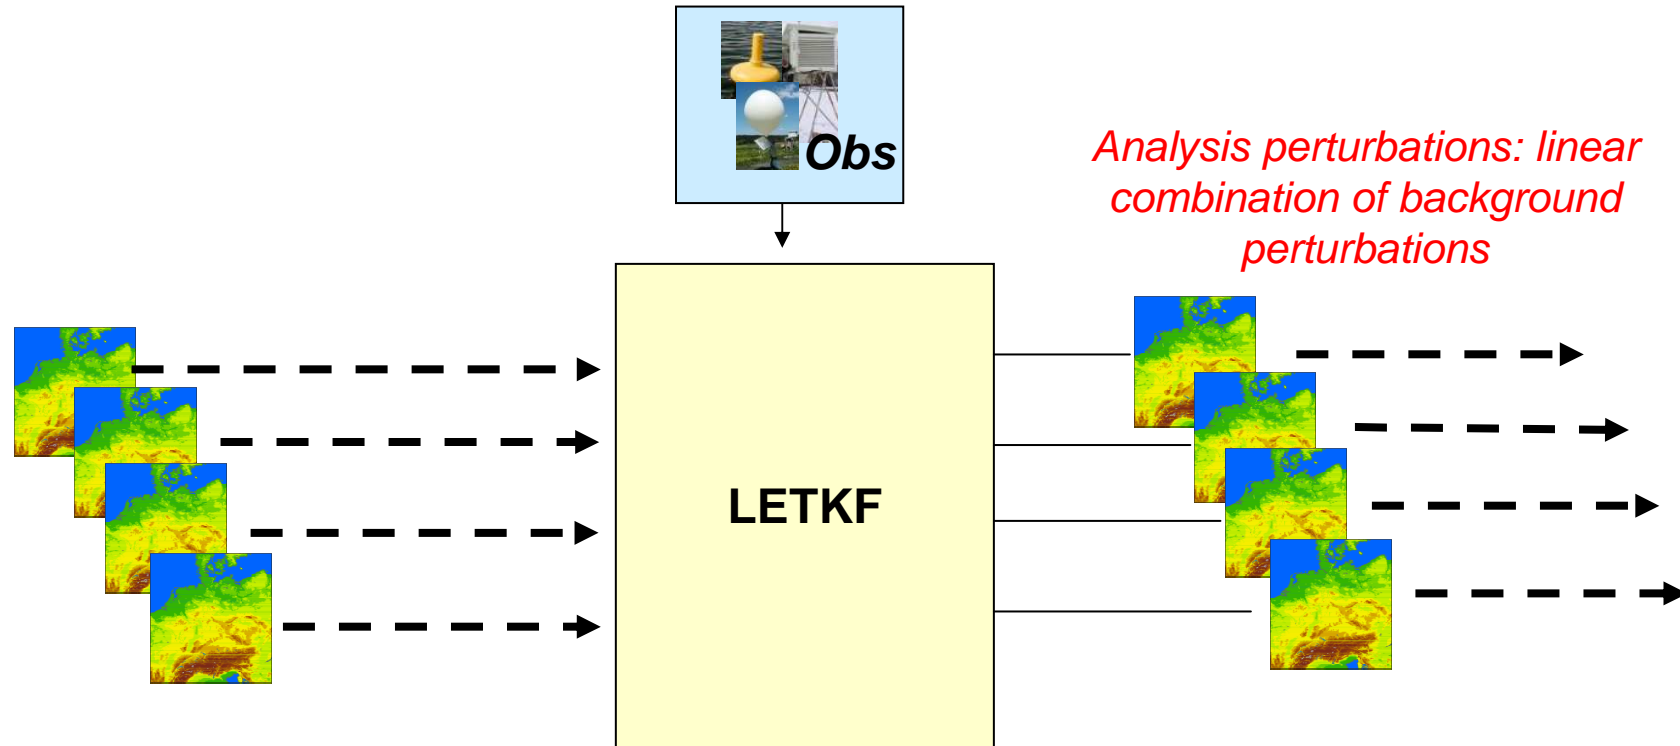 Obs
Analysis perturbations: linear
combination of background
perturbations
LETKF